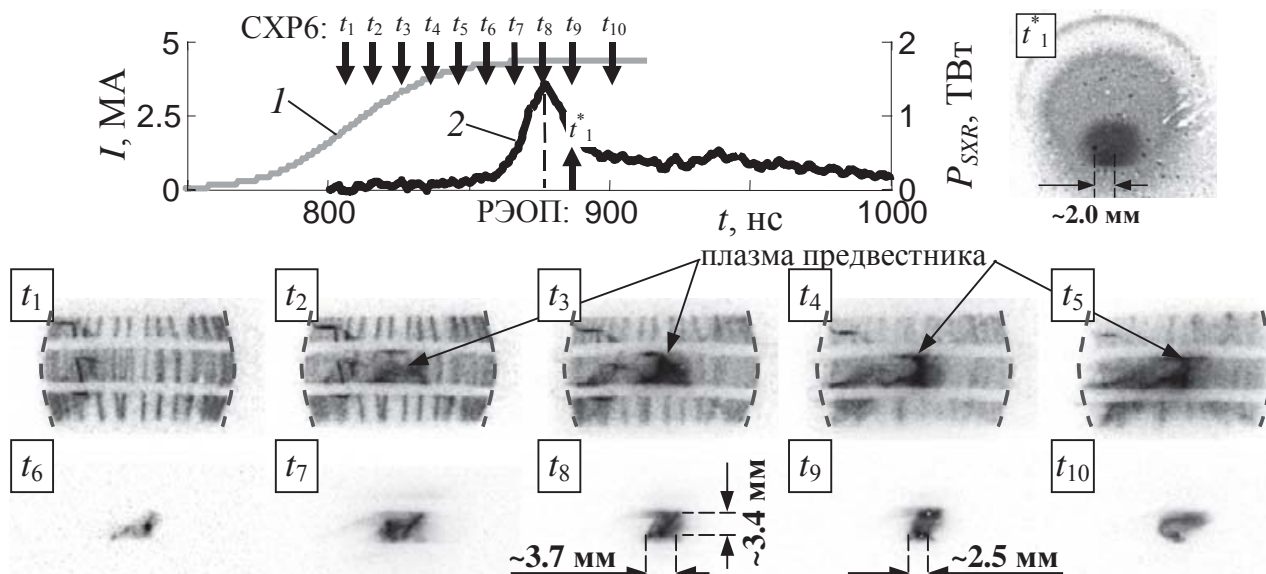 СХР6: t1 t2 t3 t4 t5 t6 t7 t8 t9 t10
I, МА
5
2.5
0
1
2
t*1
2
1
0
PSXR, ТВт
800
РЭОП:
900
t, нс
1000
t*1
~2.0 мм
плазма предвестника
t1
t2
t3
t4
t5
t6
t7
t8
t9
t10
~3.7 мм
~3.4 мм
~2.5 мм